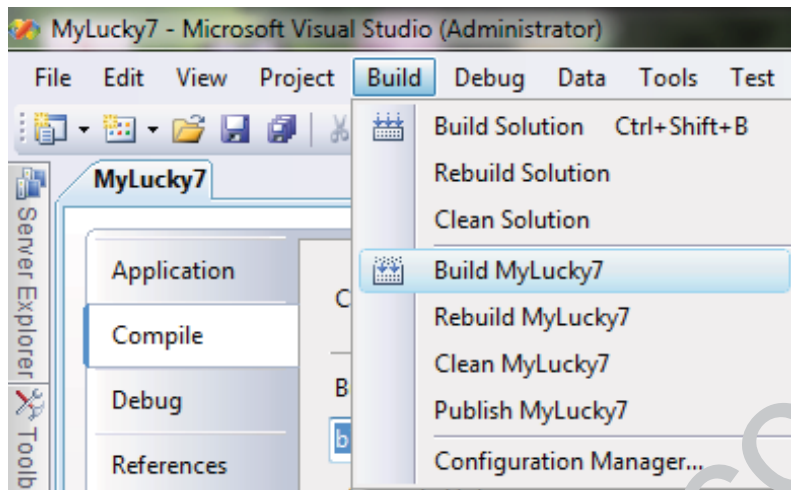 MyLucky7 - Microsoft Visual Studio (Administrator)
File Edit View Project Build Debug Data Tools Test
Build Solution Ctrl+Shift+B
Rebuild Solution
Clean Solution
Build MyLucky7
Rebuild MyLucky7
Clean MyLucky7
Publish MyLucky7
Configuration Manager...
MyLucky7
Server Explorer
Application
C
Compile
B
Debug
b
References